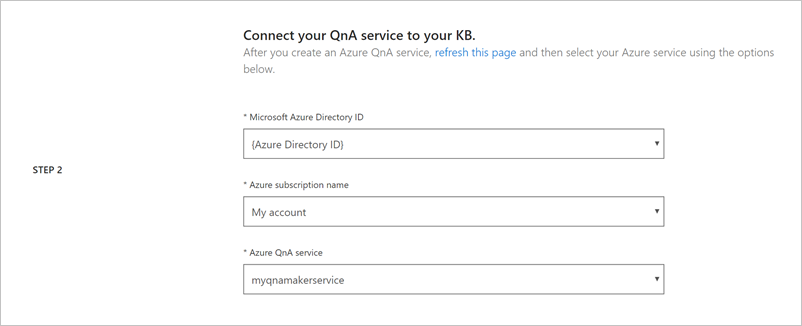 Connect your QnA service to your KB.
After you create an Azure QnA service, refresh this page and then select your Azure service using the options
below.
* Microsoft Azure Directory ID
{Azure Directory ID}
STEP 2
* Azure subscription name
My account
* Azure QnA service
myqnamakerservice